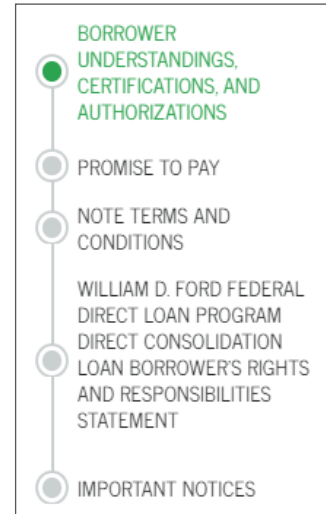 BORROWER
UNDERSTANDINGS,
CERTIFICATIONS, AND
AUTHORIZATIONS
PROMISE TO PAY
NOTE TERMS AND
CONDITIONS
WILLIAM D. FORD FEDERAL
DIRECT LOAN PROGRAM
DIRECT CONSOLIDATION
LOAN BORROWER'S RIGHTS
AND RESPONSIBILITIES
STATEMENT
IMPORTANT NOTICES